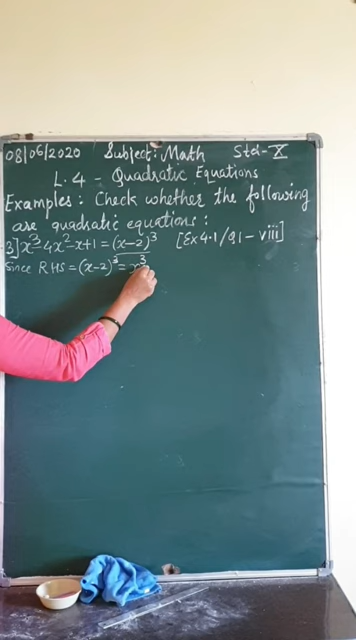 08/06/2020 Subject: Math Std-X
L. 4 - Quadratic Equations
Examples: Check whether the following
are quadratic equations:
3] x³ 4x² - x + 1 = (x-2)³ [Ex 4.1/Q1 - viii]
Since RHS = (x-2)³ = x³